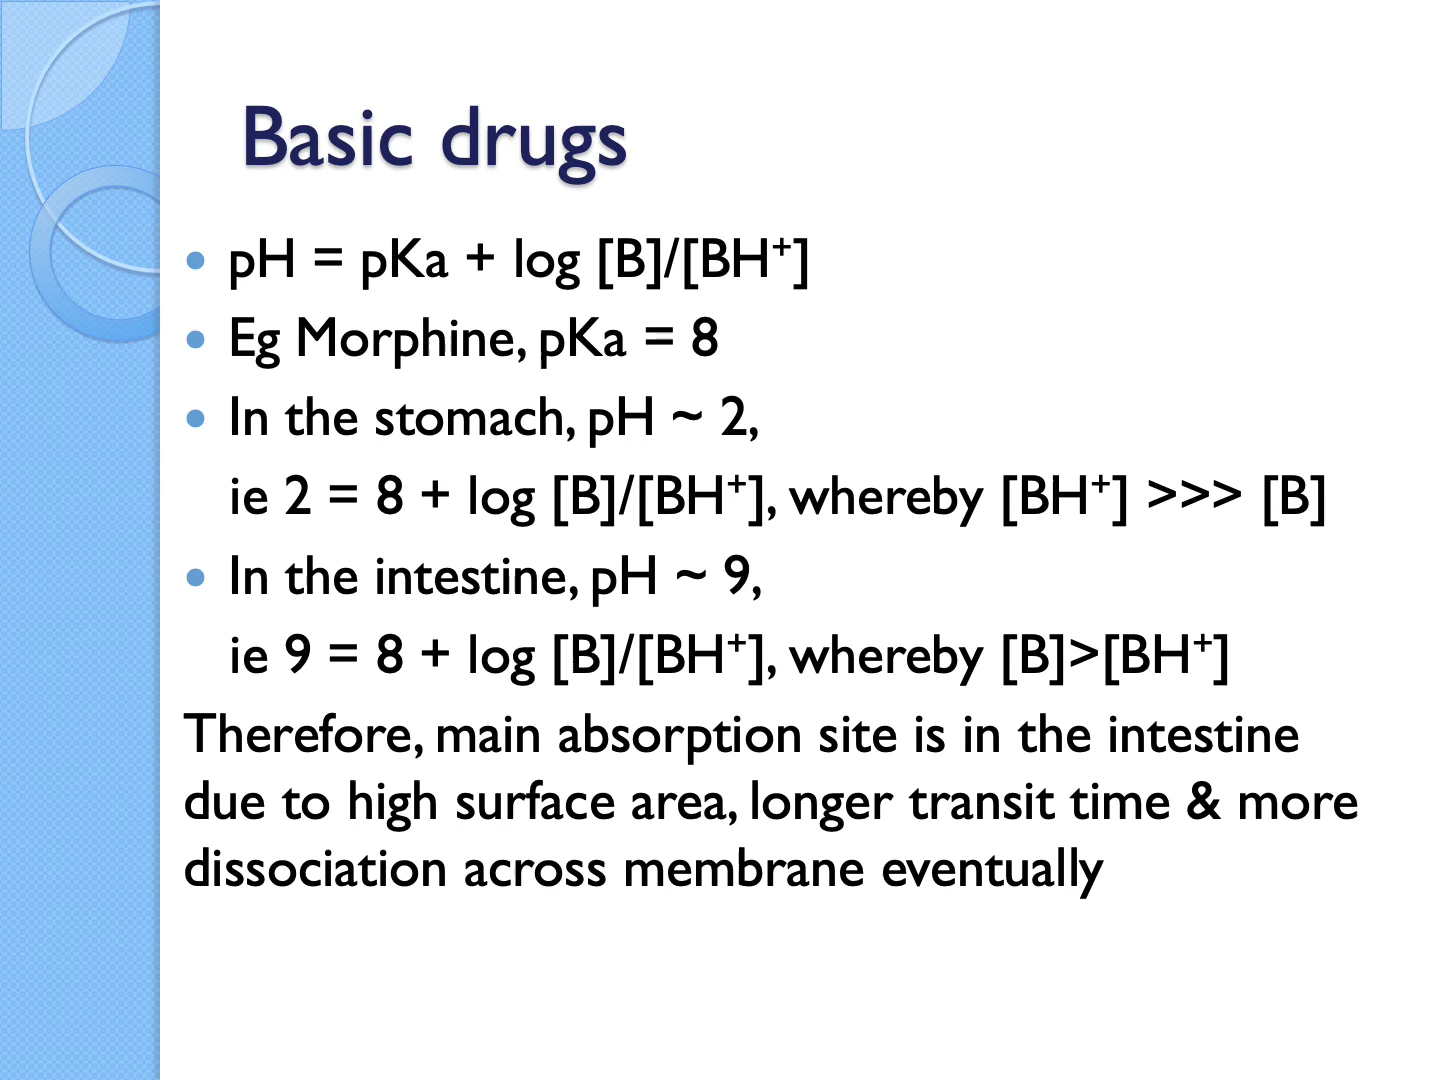 Basic drugs
pH = pKa + log [B]/[BH⁺]
Eg Morphine, pKa = 8
In the stomach, pH ~ 2,
ie 2 = 8 + log [B]/[BH⁺], whereby [BH⁺] >>> [B]
In the intestine, pH ~ 9,
ie 9 = 8 + log [B]/[BH⁺], whereby [B]>[BH⁺]
Therefore, main absorption site is in the intestine
due to high surface area, longer transit time & more
dissociation across membrane eventually